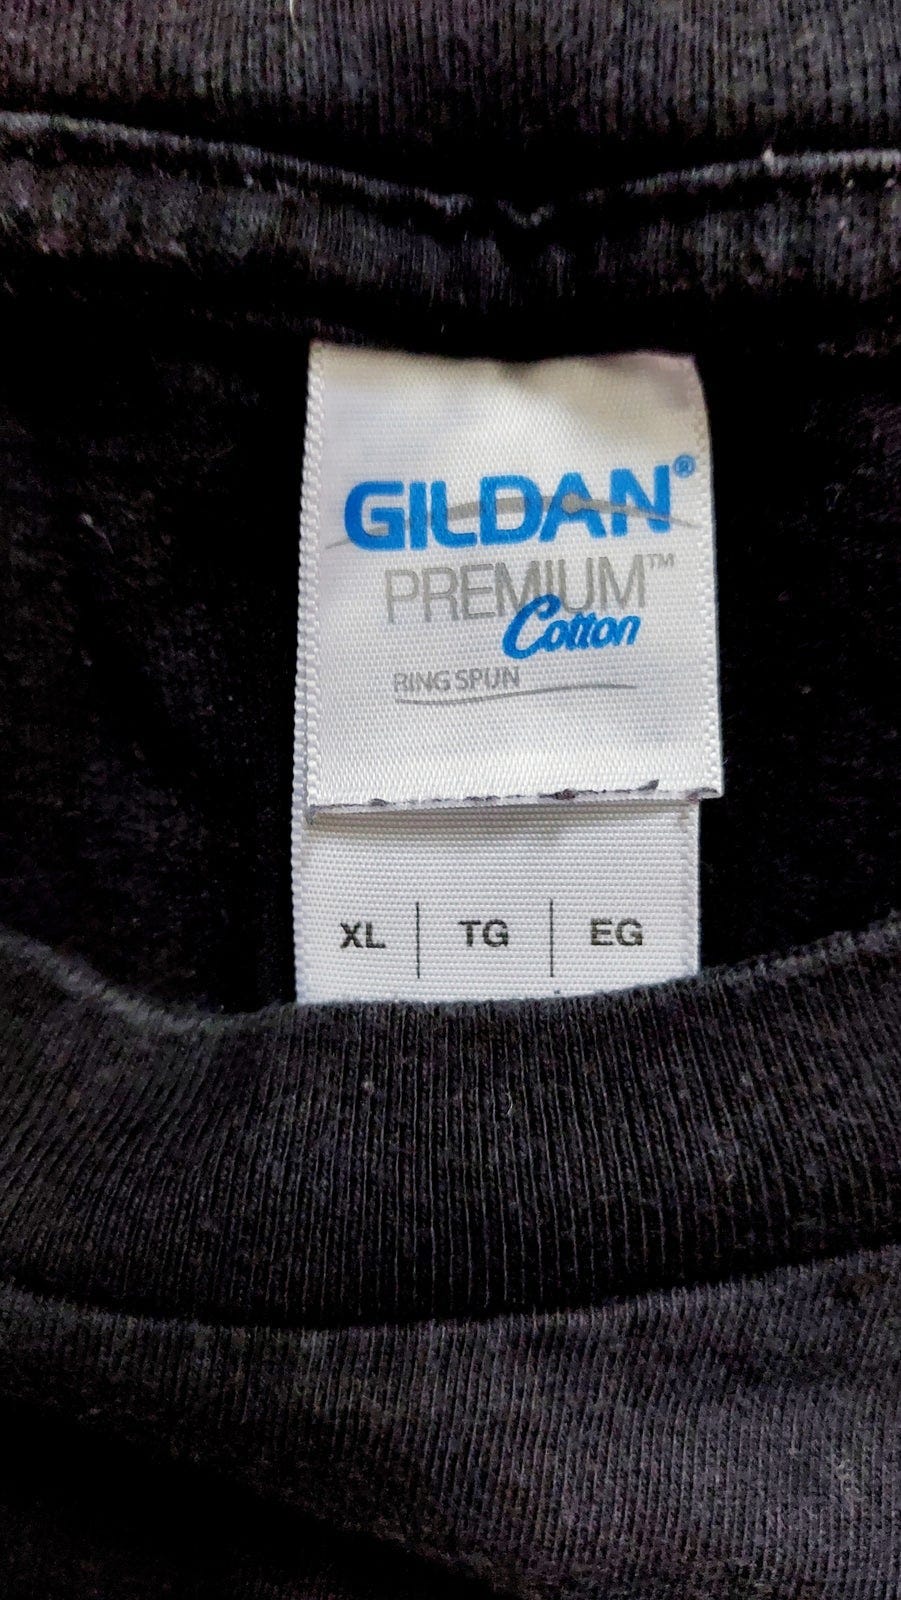 GILDAN®
PREMIUM™
Cotton
RING SPUN
XL | TG | EG